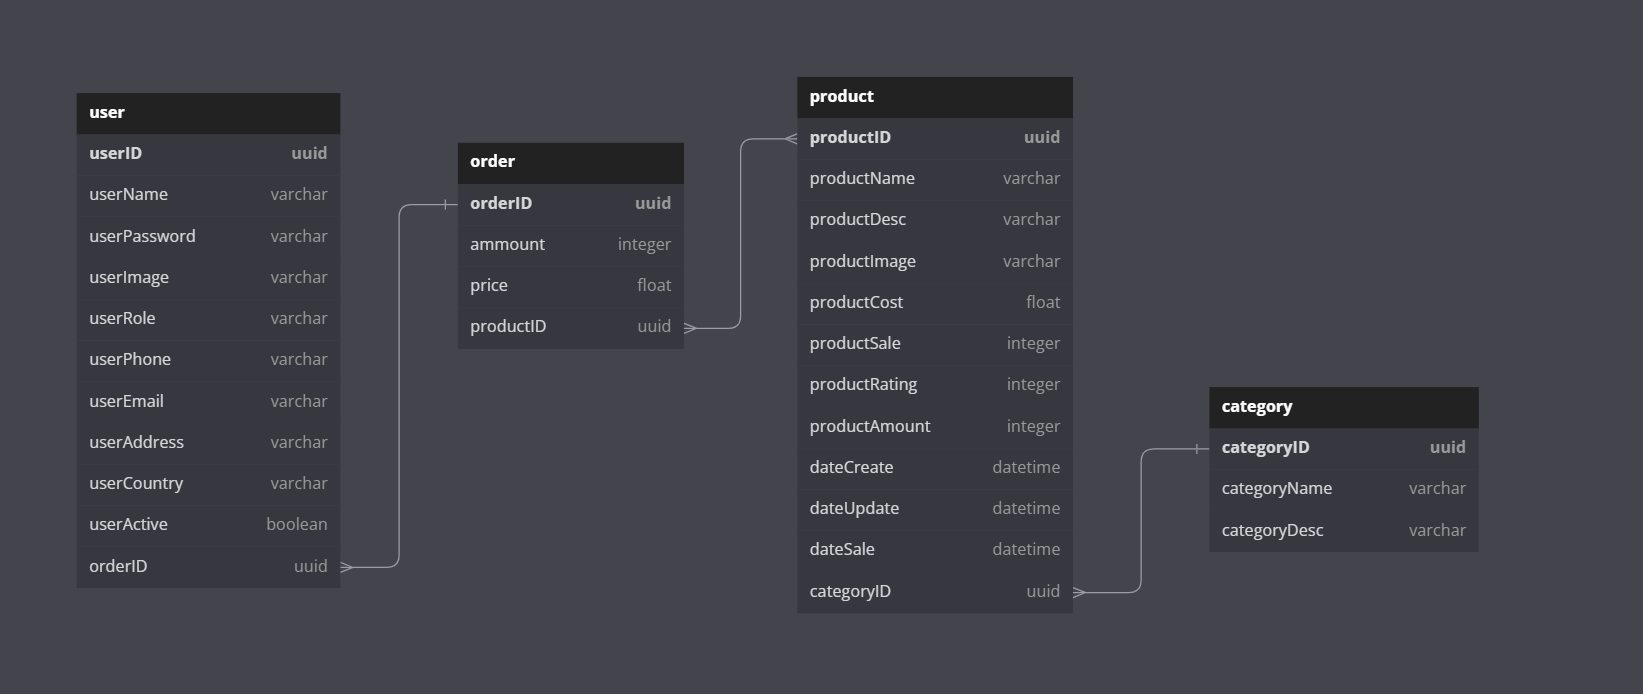 user
userID uuid
userName varchar
userPassword varchar
userImage varchar
userRole varchar
userPhone varchar
userEmail varchar
userAddress varchar
userCountry varchar
userActive boolean
orderID uuid
order
orderID uuid
ammount integer
price float
productID uuid
product
productID uuid
productName varchar
productDesc varchar
productImage varchar
productCost float
productSale integer
productRating integer
productAmount integer
dateCreate datetime
dateUpdate datetime
dateSale datetime
categoryID uuid
category
categoryID uuid
categoryName varchar
categoryDesc varchar